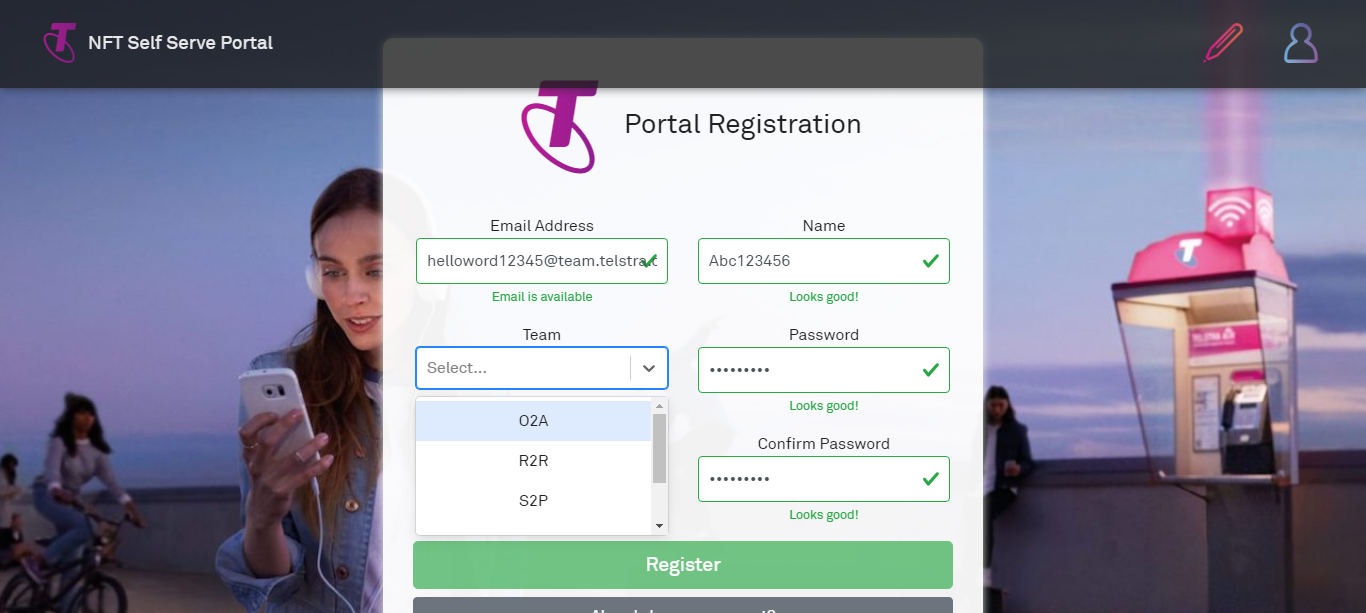 NFT Self Serve Portal
Portal Registration
Email Address
Name
helloword12345@team.telstra.c
Abc123456
Email is available
Looks good!
Team
Password
Select...
•••••••••
Looks good!
O2A
R2R
S2P
Confirm Password
•••••••••
Looks good!
Register